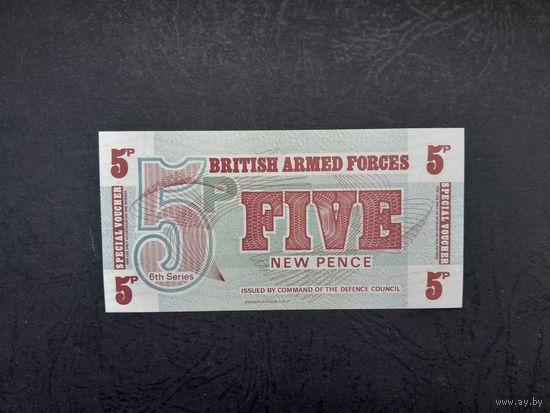 5P
BRITISH ARMED FORCES
5P
SPECIAL VOUCHER
5P
FIVE
SPECIAL VOUCHER
6th Series
NEW PENCE
5P
ISSUED BY COMMAND OF THE DEFENCE COUNCIL
5P
www.ay.by